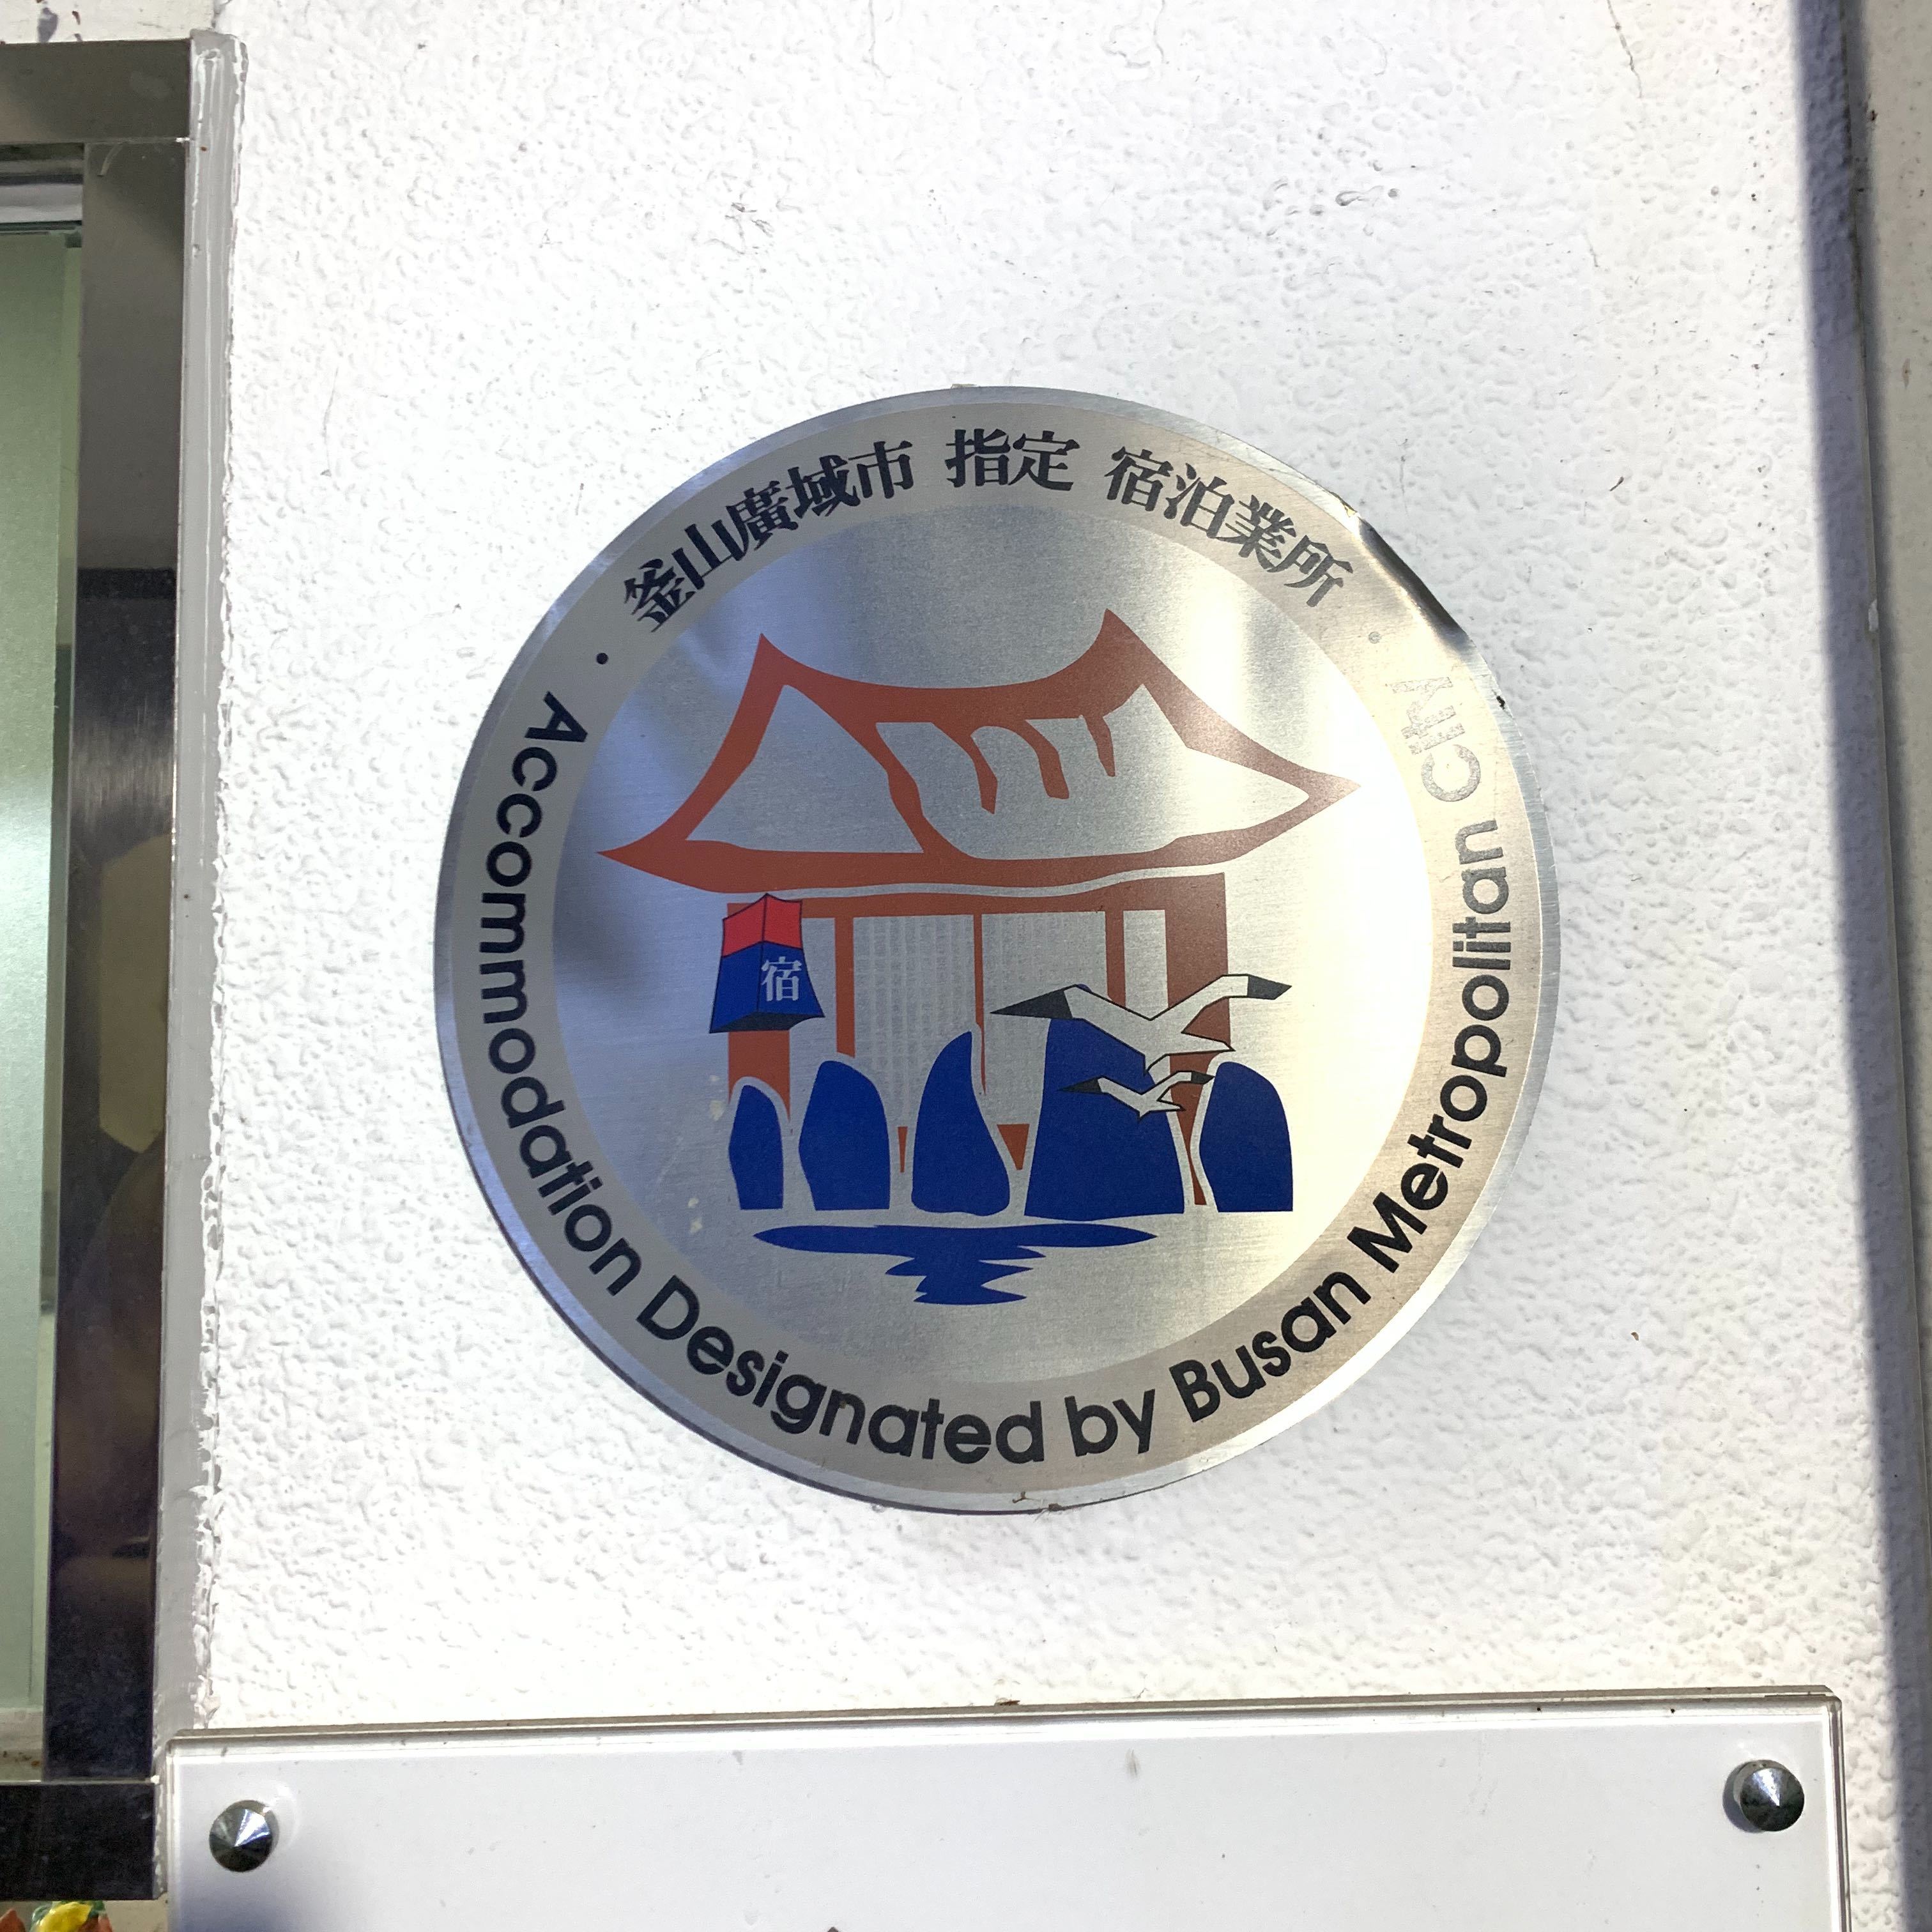 釜山廣域市 指定 宿泊業所
宿
Accommodation Designated by Busan Metropolitan City